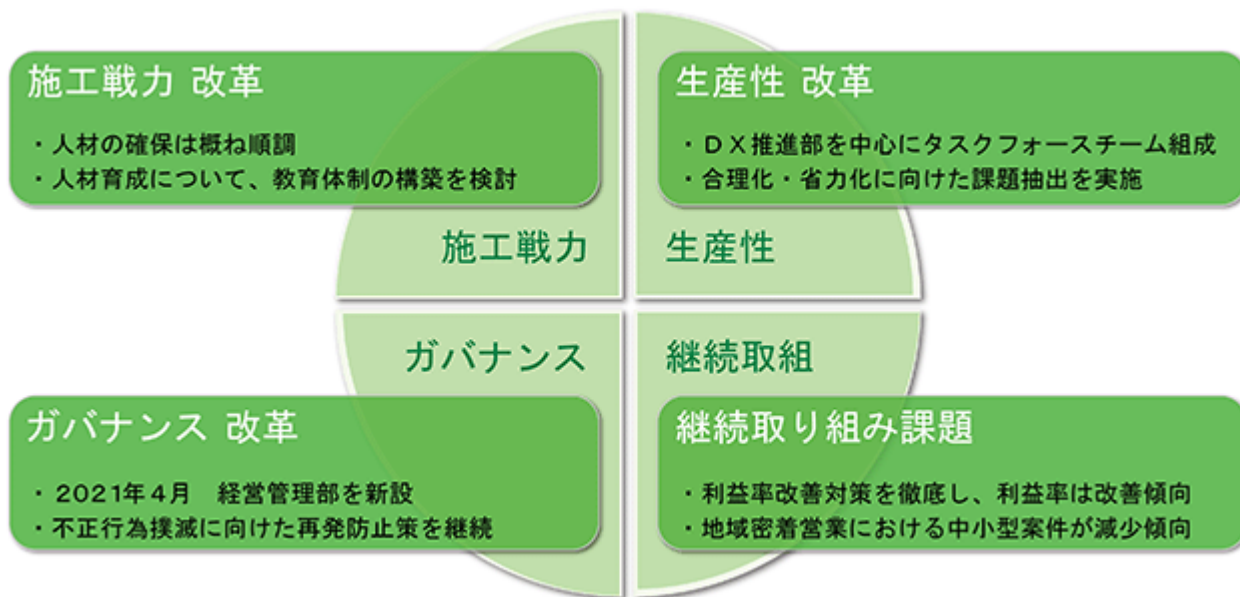 施工戦力 改革
・人材の確保は概ね順調
・人材育成について、教育体制の構築を検討
施工戦力
生産性 改革
・ＤＸ推進部を中心にタスクフォースチーム組成
・合理化・省力化に向けた課題抽出を実施
生産性
ガバナンス
ガバナンス 改革
・２０２１年４月　経営管理部を新設
・不正行為撲滅に向けた再発防止策を継続
継続取組
継続取り組み課題
・利益率改善対策を徹底し、利益率は改善傾向
・地域密着営業における中小型案件が減少傾向